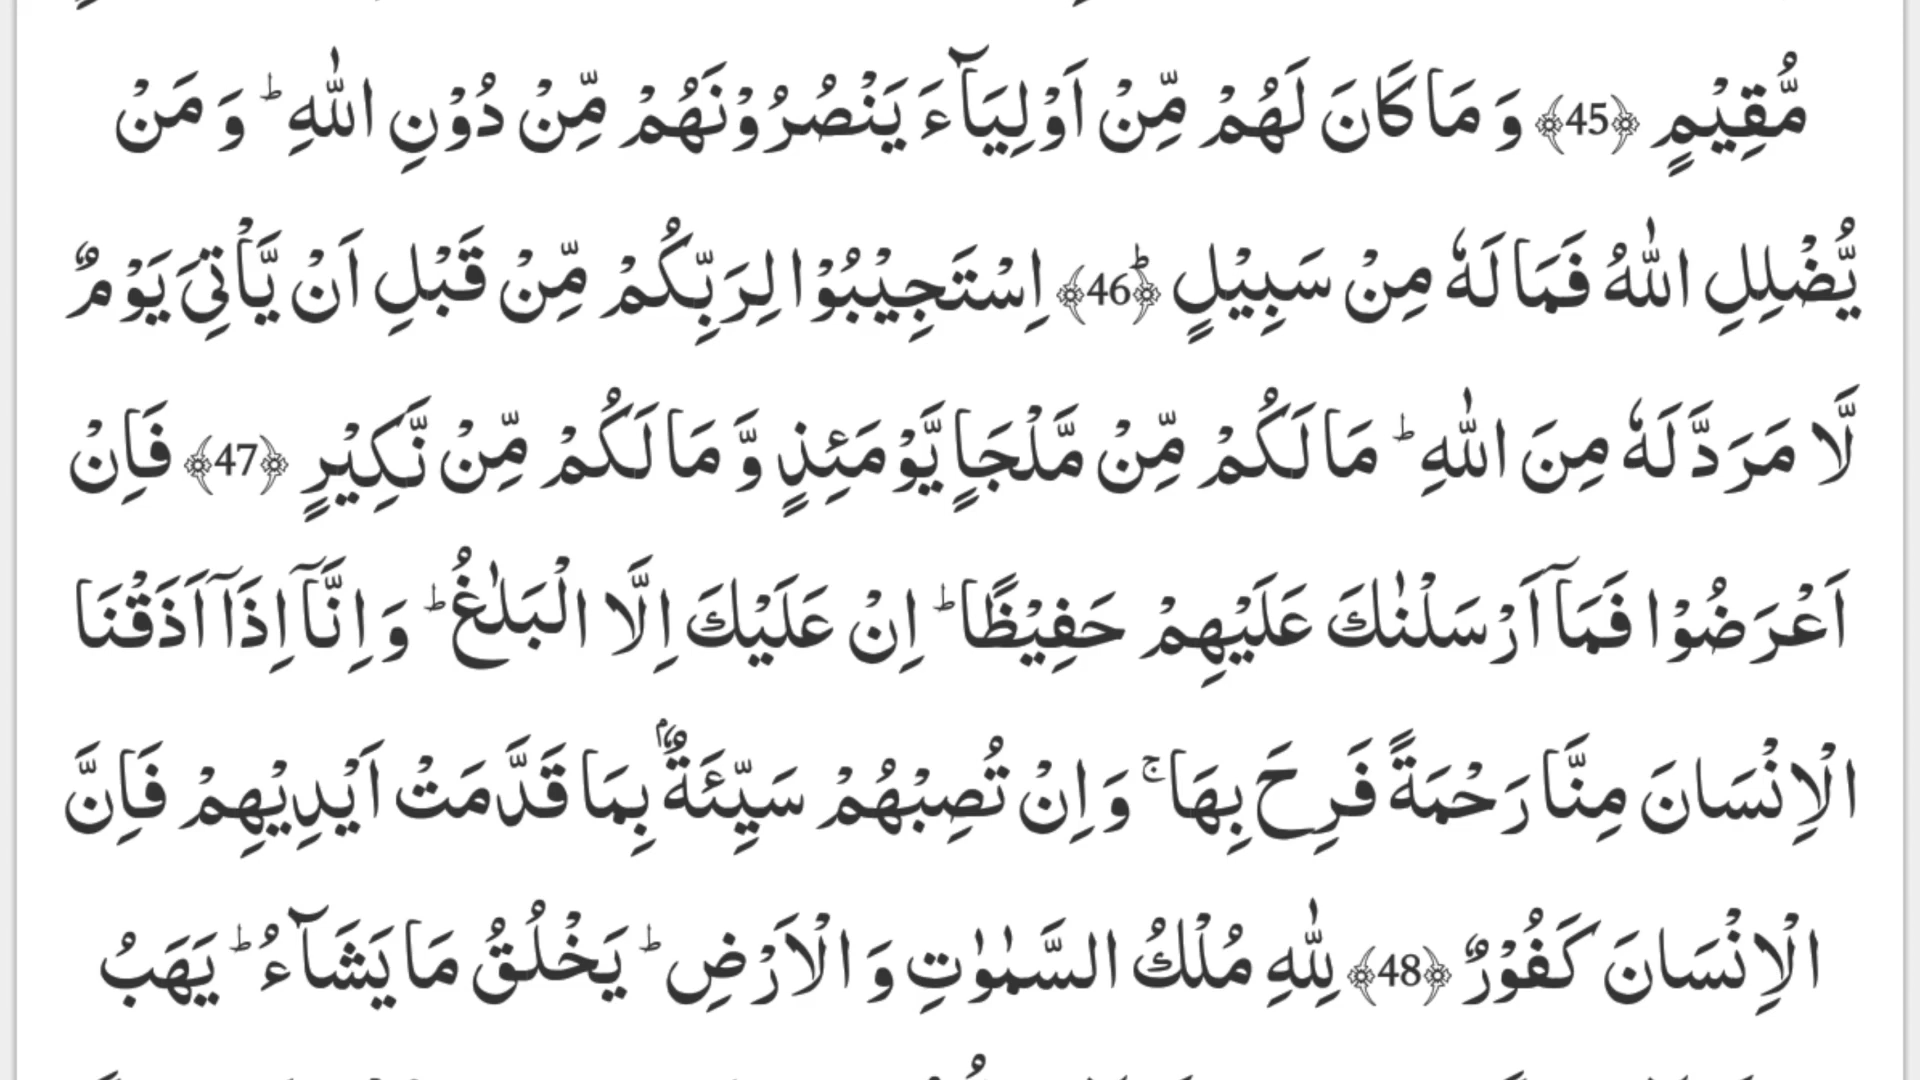 مُّقِیْمٍ ﴿45﴾ وَ مَا كَانَ لَهُمْ مِّنْ اَوْلِیَآءَ یَنْصُرُوْنَهُمْ مِّنْ دُوْنِ اللّٰهِ ؕ وَ مَنْ
یُّضْلِلِ اللّٰهُ فَمَا لَهٗ مِنْ سَبِیْلٍ ﴿ؕ46﴾ اِسْتَجِیْبُوْا لِرَبِّكُمْ مِّنْ قَبْلِ اَنْ یَّاْتِیَ یَوْمٌ
لَّا مَرَدَّ لَهٗ مِنَ اللّٰهِ ؕ مَا لَكُمْ مِّنْ مَّلْجَاٍ یَّوْمَئِذٍ وَّ مَا لَكُمْ مِّنْ نَّكِیْرٍ ﴿47﴾ فَاِنْ
اَعْرَضُوْا فَمَاۤ اَرْسَلْنٰكَ عَلَیْهِمْ حَفِیْظًا ؕ اِنْ عَلَیْكَ اِلَّا الْبَلٰغُ ؕ وَ اِنَّاۤ اِذَاۤ اَذَقْنَا
الْاِنْسَانَ مِنَّا رَحْمَةً فَرِحَ بِهَا ۚ وَ اِنْ تُصِبْهُمْ سَیِّئَةٌۢ بِمَا قَدَّمَتْ اَیْدِیْهِمْ فَاِنَّ
الْاِنْسَانَ كَفُوْرٌ ﴿48﴾ لِلّٰهِ مُلْكُ السَّمٰوٰتِ وَ الْاَرْضِ ؕ یَخْلُقُ مَا یَشَآءُ ؕ یَهَبُ